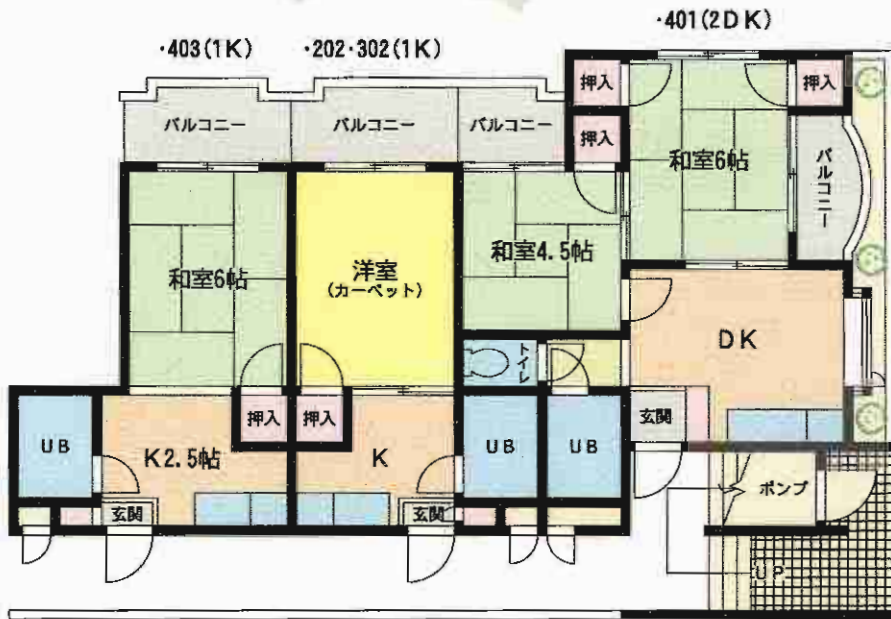 ・401(2DK)
・403(1K)
・202・302(1K)
押入
押入
バルコニー
バルコニー
バルコニー
押入
和室6帖
バルコニー
和室6帖
洋室
(カーペット)
和室4.5帖
DK
トイレ
押入
押入
玄関
UB
K2.5帖
K
UB
UB
ポンプ
玄関
玄関
UP